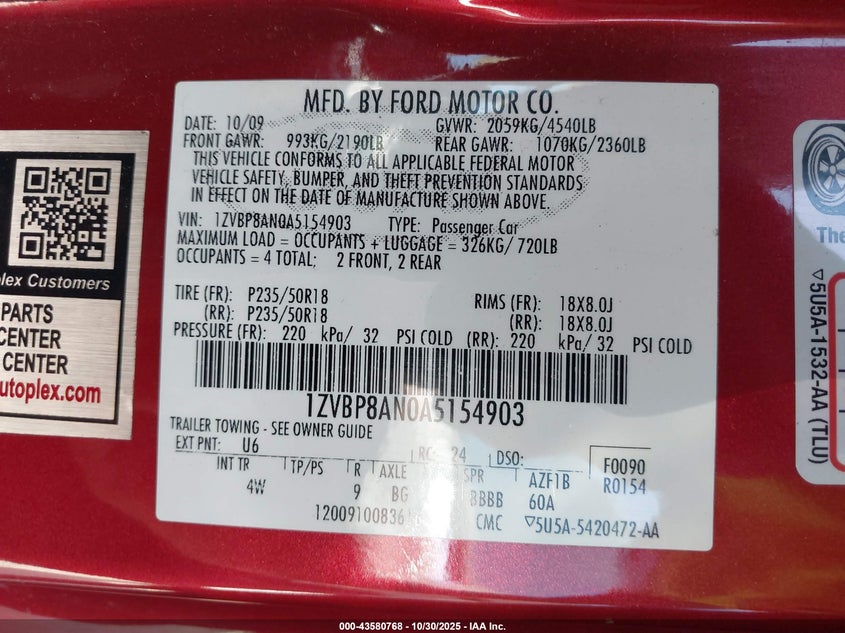 MFD. BY FORD MOTOR CO.
DATE: 10/09 GVWR: 2059KG/4540LB
FRONT GAWR: 993KG/2190LB REAR GAWR: 1070KG/2360LB
THIS VEHICLE CONFORMS TO ALL APPLICABLE FEDERAL MOTOR
VEHICLE SAFETY, BUMPER, AND THEFT PREVENTION STANDARDS
IN EFFECT ON THE DATE OF MANUFACTURE SHOWN ABOVE.
VIN: 1ZVBP8AN0A5154903 TYPE: Passenger Car
MAXIMUM LOAD = OCCUPANTS + LUGGAGE = 326KG/ 720LB
OCCUPANTS = 4 TOTAL; 2 FRONT, 2 REAR
TIRE (FR): P235/50R18 RIMS (FR): 18X8.0J
(RR): P235/50R18 (RR): 18X8.0J
PRESSURE (FR): 220 kPa/ 32 PSI COLD (RR): 220 kPa/ 32 PSI COLD
1ZVBP8AN0A5154903
TRAILER TOWING - SEE OWNER GUIDE
EXT PNT: U6 RC: 24 DSO: F0090
INT TR TP/PS R AXLE SPR AZF1B R0154
4W 9 BG BBBB 60A
12009100836 CMC ▽5U5A-5420472-AA
plex Customers
PARTS
CENTER
CENTER
utoplex.com
The
▽5U5A-1532-AA (TLU)
000-43580768 - 10/30/2025 - IAA Inc.